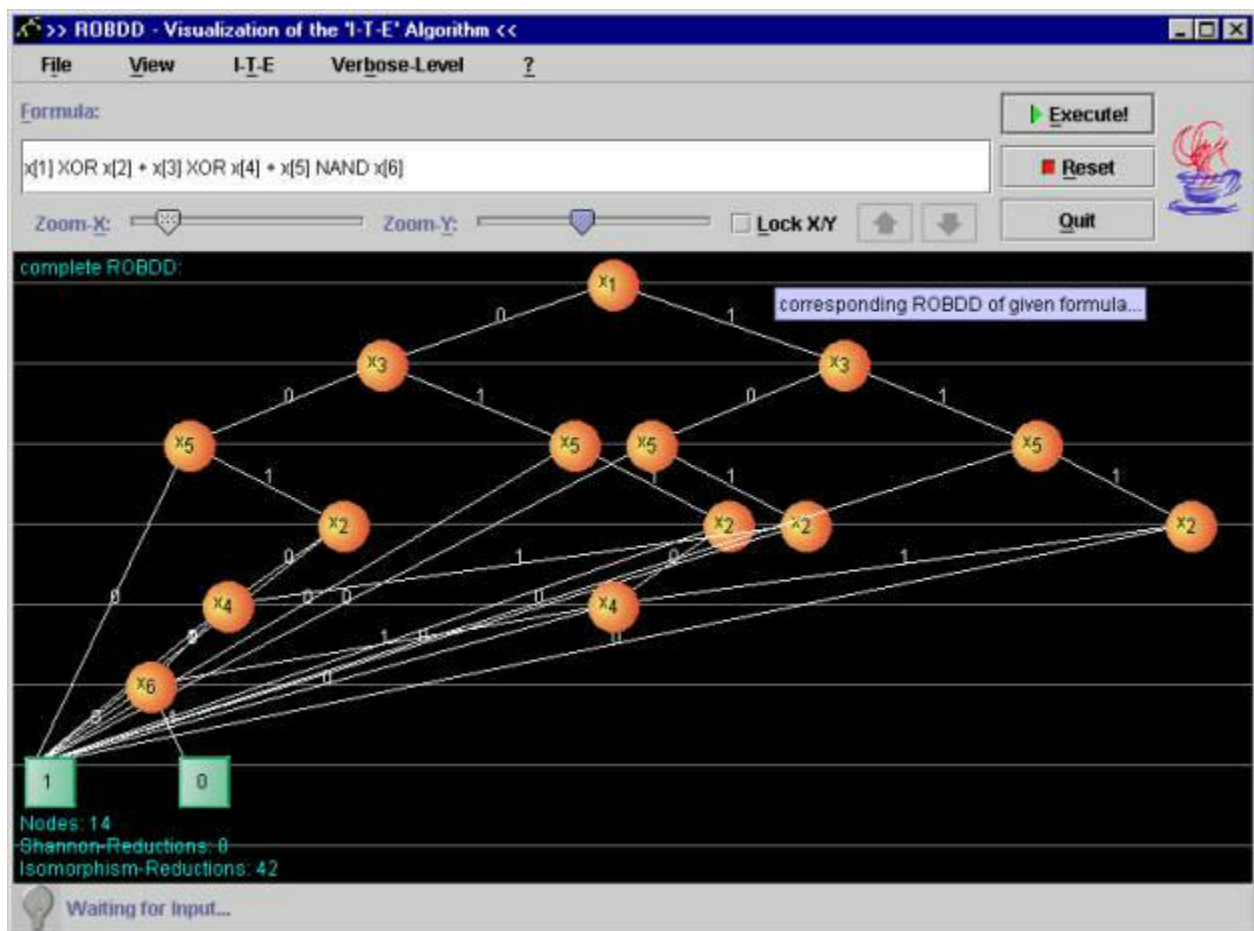 >> ROBDD - Visualization of the 'I-T-E' Algorithm <<
File View I-T-E Verbose-Level ?
Formula:
Execute!
x[1] XOR x[2] + x[3] XOR x[4] + x[5] NAND x[6]
Reset
Zoom-X: Zoom-Y: Lock X/Y
Quit
complete ROBDD:
x1
corresponding ROBDD of given formula...
0 1
x3 x3
0 1 0 1
x5 x5 x5 x5
1 1 1 1
x2 x2 x2 x2
0 1 0 1
0 x4 0 0 0 x4
1 0 0
x6 0
1
1 0
Nodes: 14
Shannon-Reductions: 8
Isomorphism-Reductions: 42
Waiting for Input...